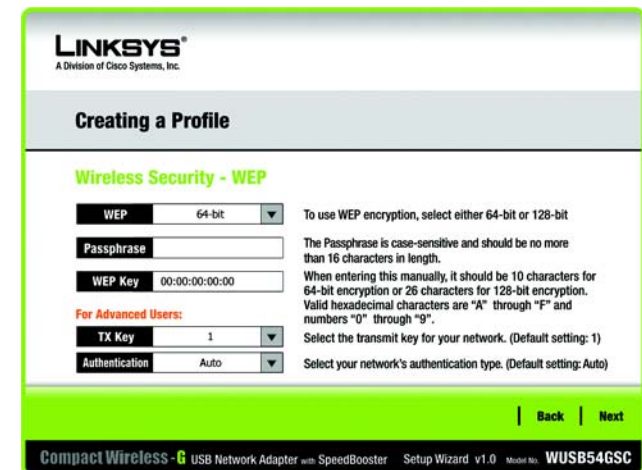 LINKSYS®
A Division of Cisco Systems, Inc.
Creating a Profile
Wireless Security - WEP
WEP 64-bit To use WEP encryption, select either 64-bit or 128-bit
Passphrase The Passphrase is case-sensitive and should be no more
than 16 characters in length.
WEP Key 00:00:00:00:00 When entering this manually, it should be 10 characters for
64-bit encryption or 26 characters for 128-bit encryption.
Valid hexadecimal characters are "A" through "F" and
numbers "0" through "9".
For Advanced Users:
TX Key 1 Select the transmit key for your network. (Default setting: 1)
Authentication Auto Select your network's authentication type. (Default setting: Auto)
Back Next
Compact Wireless-G USB Network Adapter with SpeedBooster Setup Wizard v1.0 Model No. WUSB54GSC